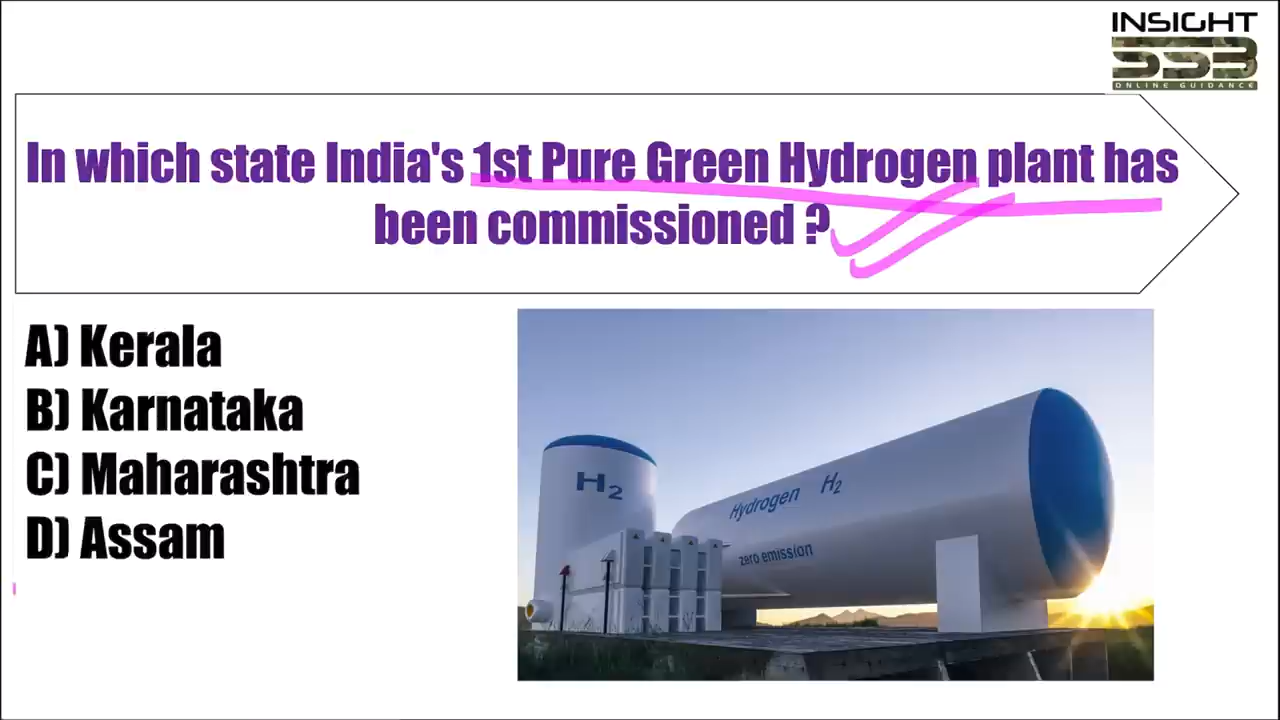 INSIGHT
SSB
ONLINE GUIDANCE
In which state India's 1st Pure Green Hydrogen plant has
been commissioned ?
A) Kerala
B) Karnataka
C) Maharashtra
D) Assam
H2
Hydrogen H2
zero emission